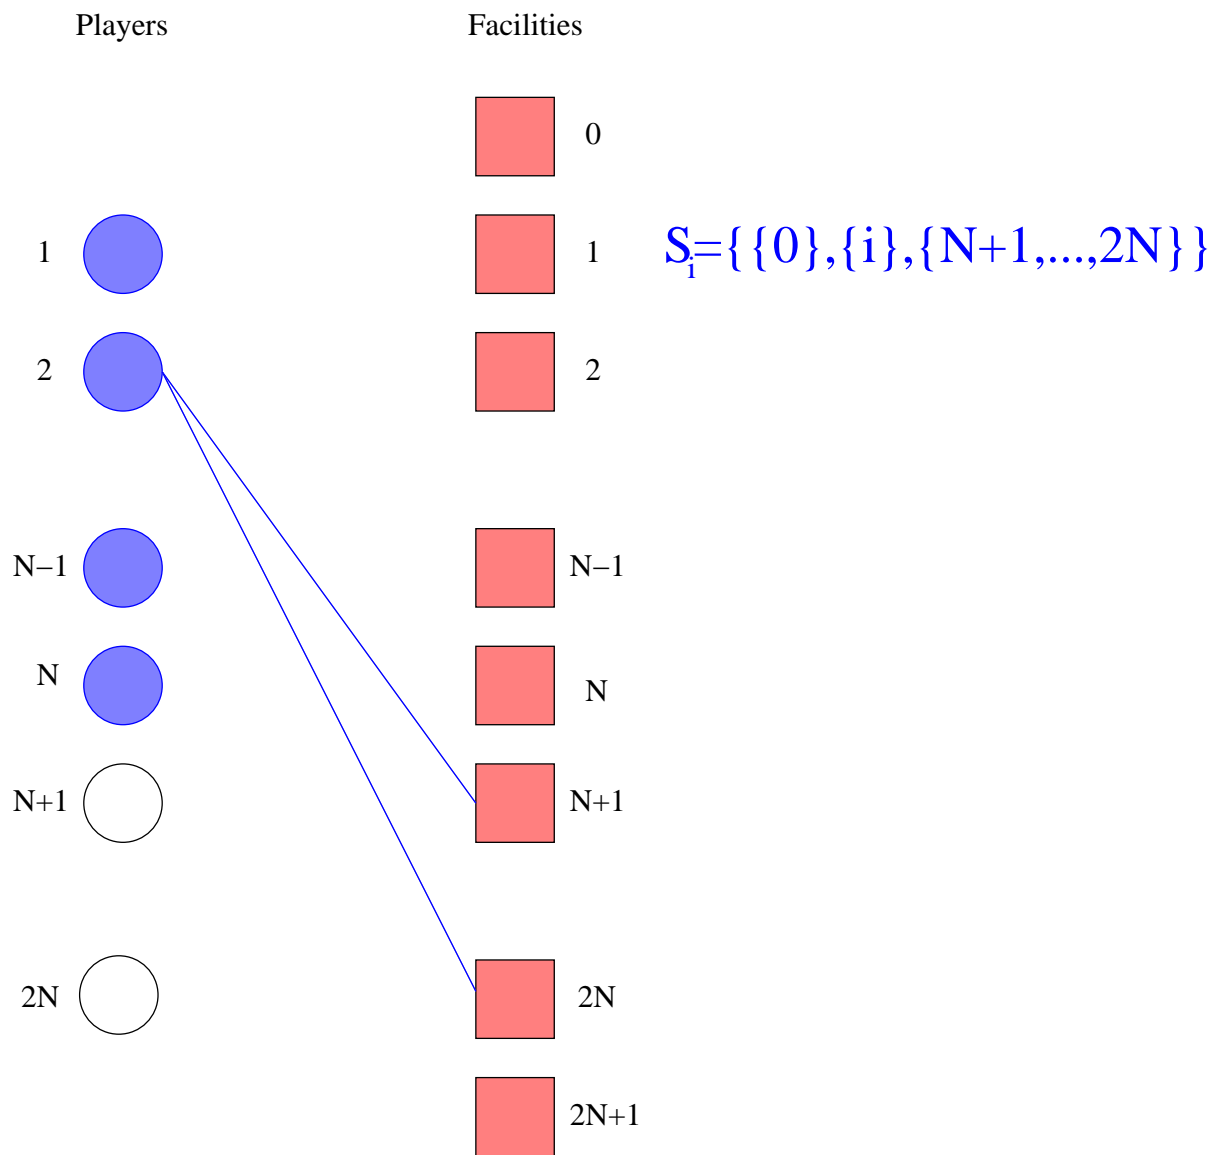 Players Facilities
0
1 1 S_i={{0},{i},{N+1,...,2N}}
2 2
N−1 N−1
N N
N+1 N+1
2N 2N
2N+1